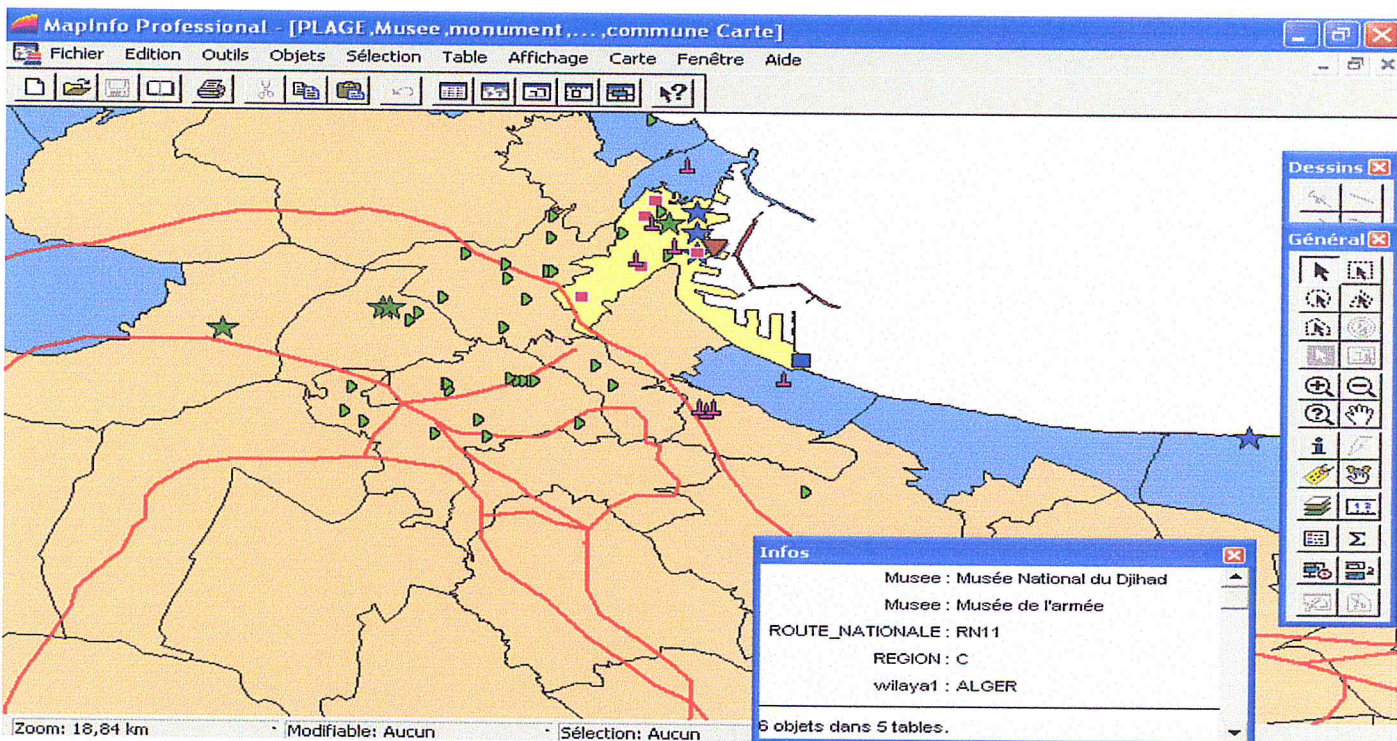 MapInfo Professional - [PLAGE,Musee,monument,...,commune Carte]
Fichier Edition Outils Objets Sélection Table Affichage Carte Fenêtre Aide
Dessins
Général
Infos
Musee : Musée National du Djihad
Musee : Musée de l'armée
ROUTE_NATIONALE : RN11
REGION : C
wilaya1 : ALGER
6 objets dans 5 tables.
Zoom: 18,84 km Modifiable: Aucun Sélection: Aucun